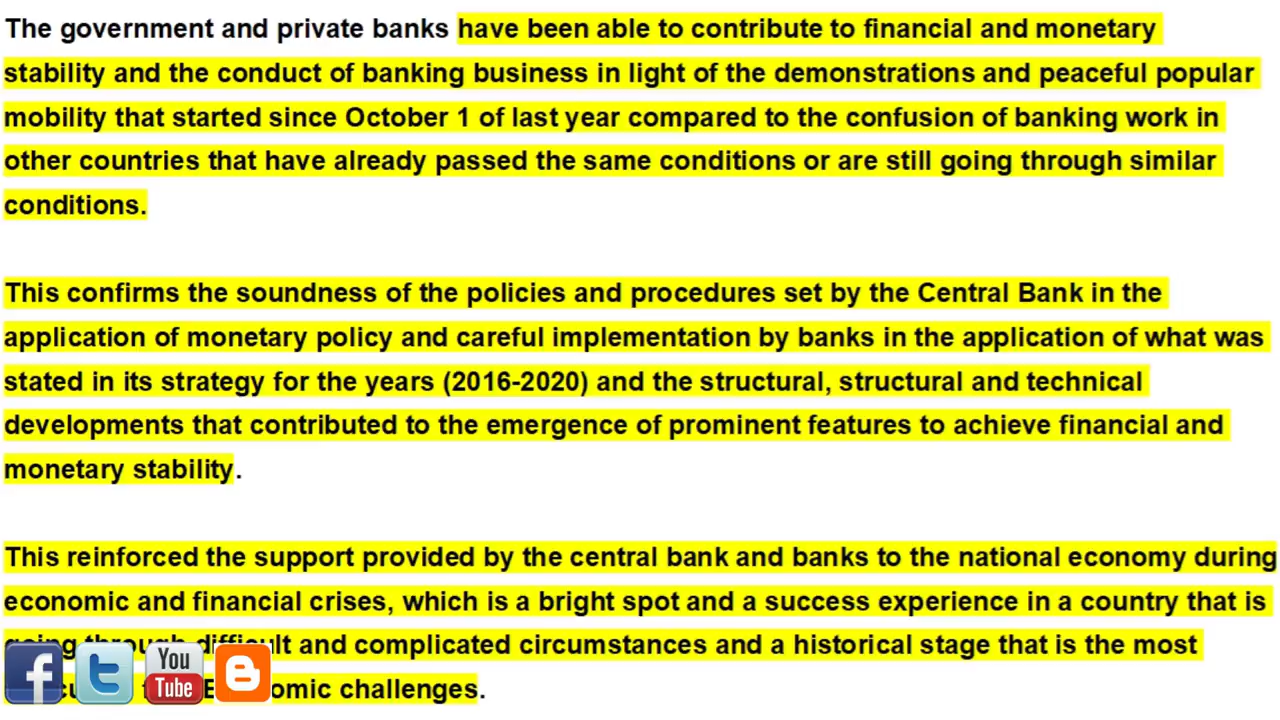 The government and private banks have been able to contribute to financial and monetary
stability and the conduct of banking business in light of the demonstrations and peaceful popular
mobility that started since October 1 of last year compared to the confusion of banking work in
other countries that have already passed the same conditions or are still going through similar
conditions.
This confirms the soundness of the policies and procedures set by the Central Bank in the
application of monetary policy and careful implementation by banks in the application of what was
stated in its strategy for the years (2016-2020) and the structural, structural and technical
developments that contributed to the emergence of prominent features to achieve financial and
monetary stability.
This reinforced the support provided by the central bank and banks to the national economy during
economic and financial crises, which is a bright spot and a success experience in a country that is
going through difficult and complicated circumstances and a historical stage that is the most
challenges.
You
Tube